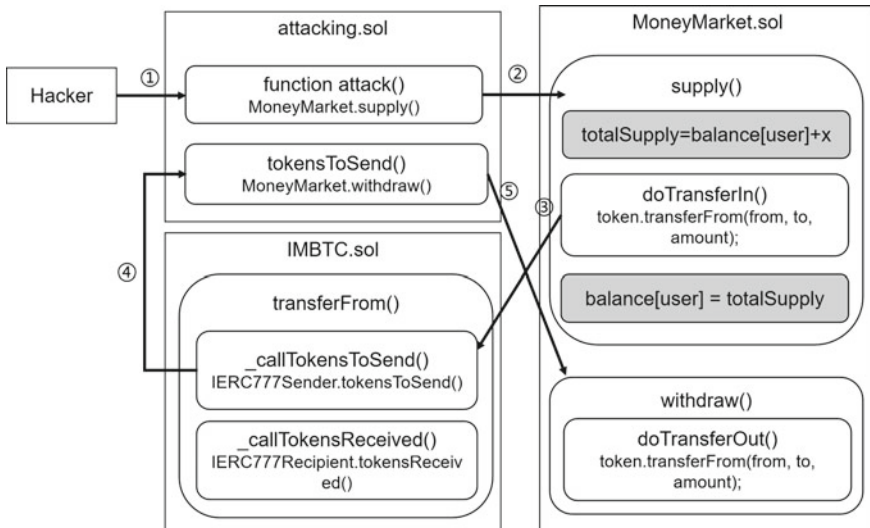 attacking.sol
MoneyMarket.sol
Hacker
①
function attack()
MoneyMarket.supply()
②
supply()
totalSupply=balance[user]+x
tokensToSend()
MoneyMarket.withdraw()
⑤
③
doTransferIn()
token.transferFrom(from, to,
amount);
④
IMBTC.sol
transferFrom()
balance[user] = totalSupply
_callTokensToSend()
IERC777Sender.tokensToSend()
withdraw()
_callTokensReceived()
IERC777Recipient.tokensReceiv
ed()
doTransferOut()
token.transferFrom(from, to,
amount);